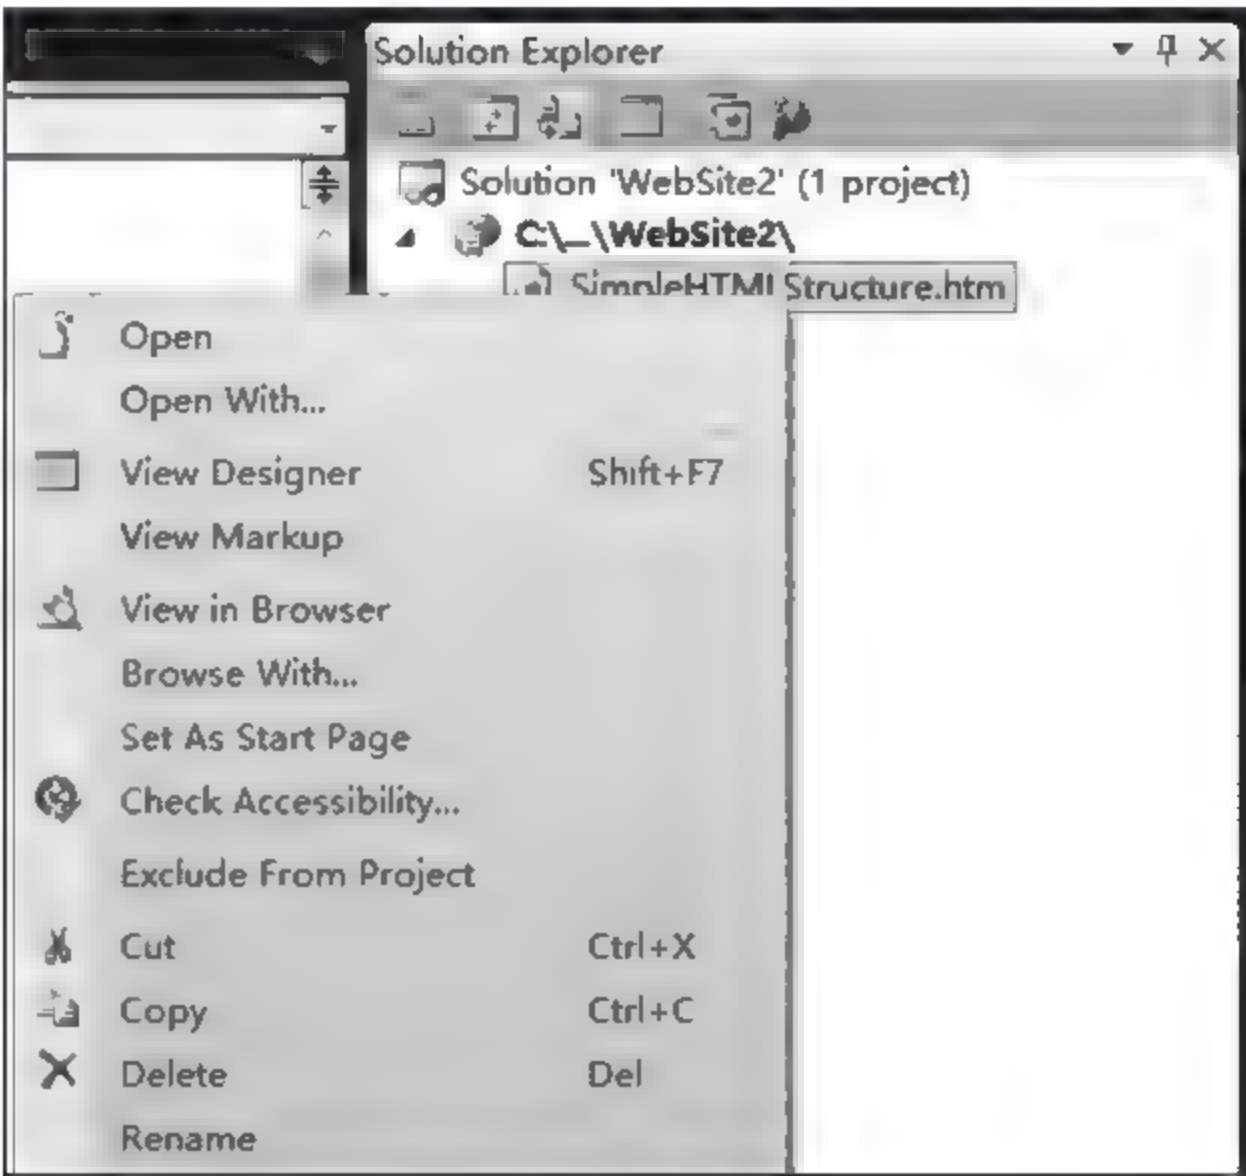 Solution Explorer
Solution 'WebSite2' (1 project)
C:\...\WebSite2\
SimpleHTMLStructure.htm
Open
Open With...
View Designer Shift+F7
View Markup
View in Browser
Browse With...
Set As Start Page
Check Accessibility...
Exclude From Project
Cut Ctrl+X
Copy Ctrl+C
Delete Del
Rename